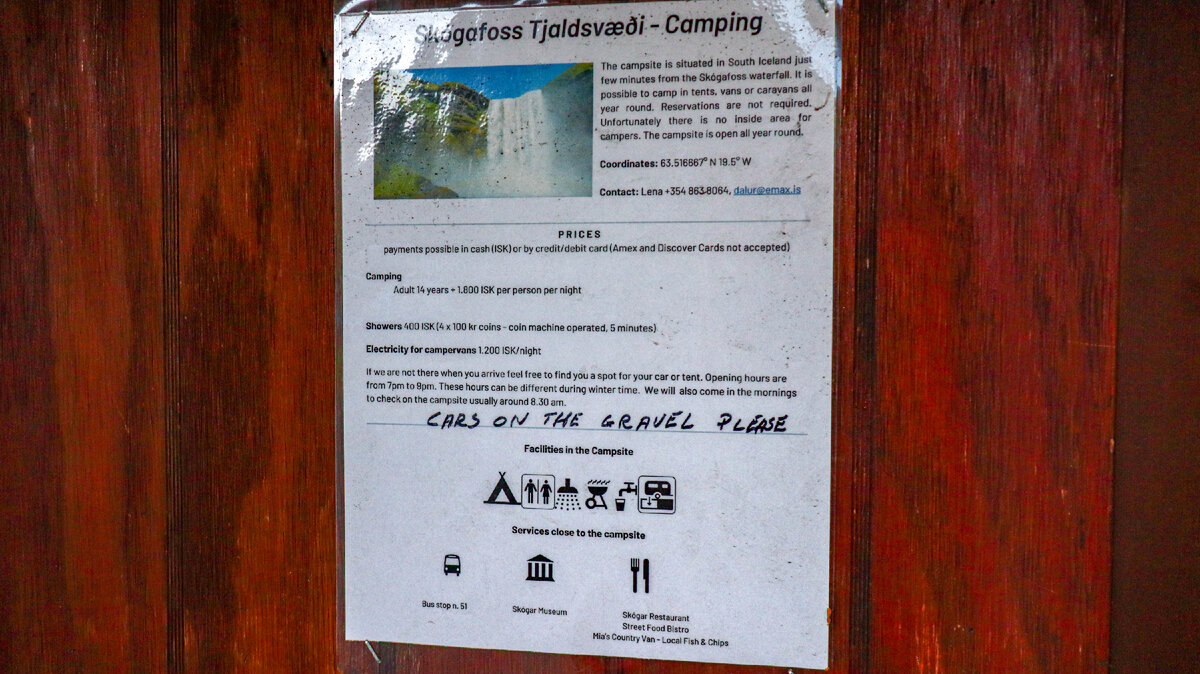 Skógafoss Tjaldsvæði - Camping
The campsite is situated in South Iceland just
few minutes from the Skógafoss waterfall. It is
possible to camp in tents, vans or caravans all
year round. Reservations are not required.
Unfortunately there is no inside area for
campers. The campsite is open all year round.
Coordinates: 63.516667° N 19.5° W
Contact: Lena +354 863 8064, dalur@emax.is
PRICES
payments possible in cash (ISK) or by credit/debit card (Amex and Discover Cards not accepted)
Camping
Adult 14 years + 1.800 ISK per person per night
Showers 400 ISK (4 x 100 kr coins - coin machine operated, 5 minutes)
Electricity for campervans 1.200 ISK/night
If we are not there when you arrive feel free to find you a spot for your car or tent. Opening hours are
from 7pm to 9pm. These hours can be different during winter time. We will also come in the mornings
to check on the campsite usually around 8.30 am.
CARS ON THE GRAVEL PLEASE
Facilities in the Campsite
Services close to the campsite
Bus stop n. 51
Skógar Museum
Skógar Restaurant
Street Food Bistro
Mia's Country Van - Local Fish & Chips